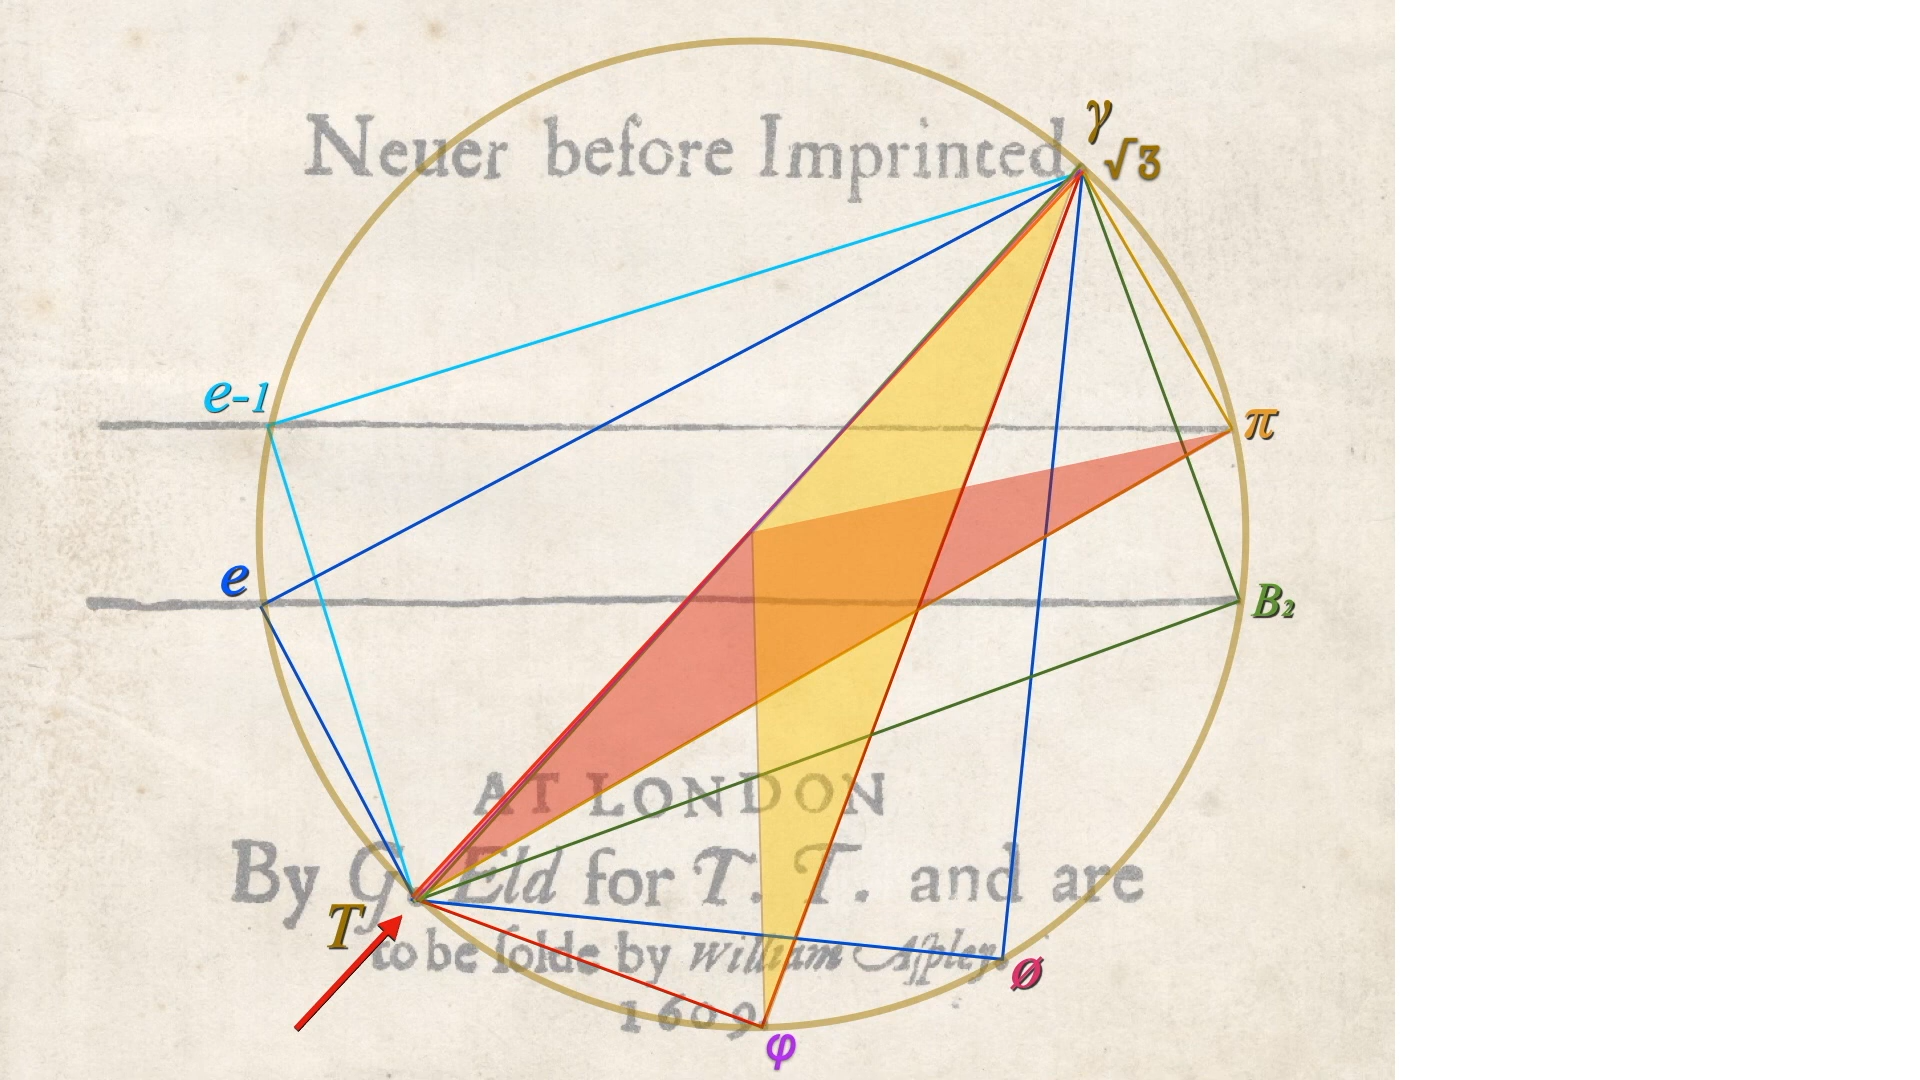 γ
Neuer before Imprinted.
√3
e-1
π
e
B₂
AT LONDON
By G. Eld for T. T. and are
T
to be ſolde by William Aſpley.
1609.
ø
φ